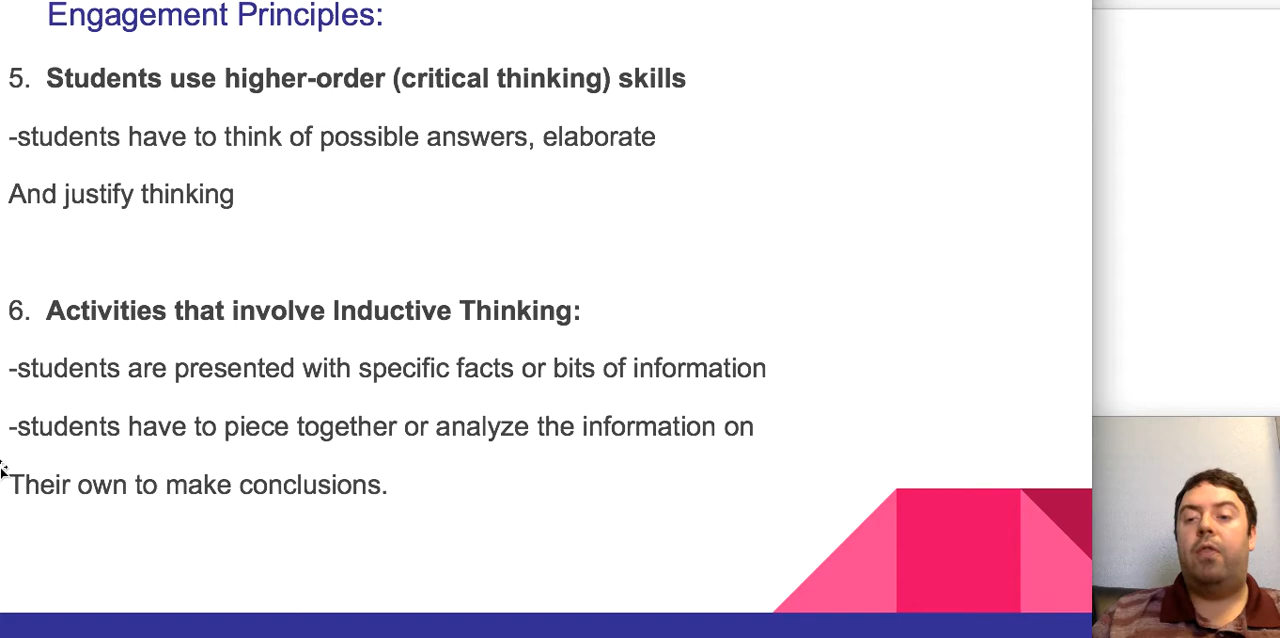 Engagement Principles:
5. Students use higher-order (critical thinking) skills
-students have to think of possible answers, elaborate
And justify thinking
6. Activities that involve Inductive Thinking:
-students are presented with specific facts or bits of information
-students have to piece together or analyze the information on
Their own to make conclusions.